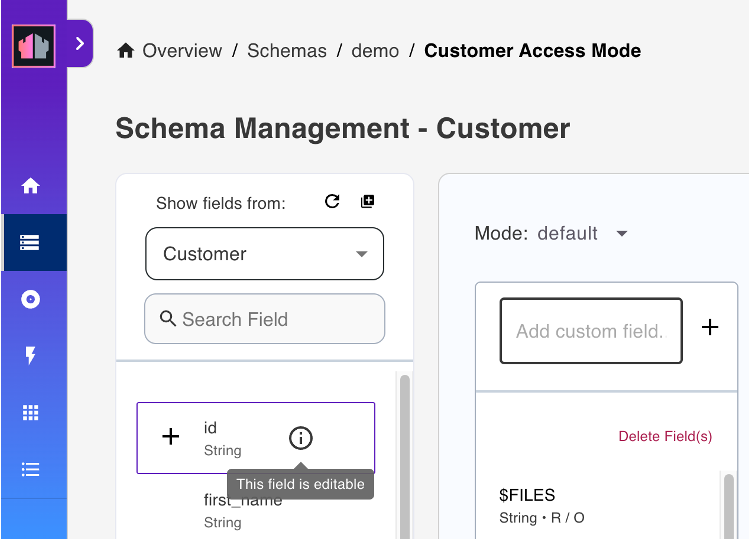 Overview / Schemas / demo / Customer Access Mode
Schema Management - Customer
Show fields from:
Customer
Search Field
id
String
This field is editable
first_name
String
Mode: default
Add custom field.
Delete Field(s)
$FILES
String • R / O